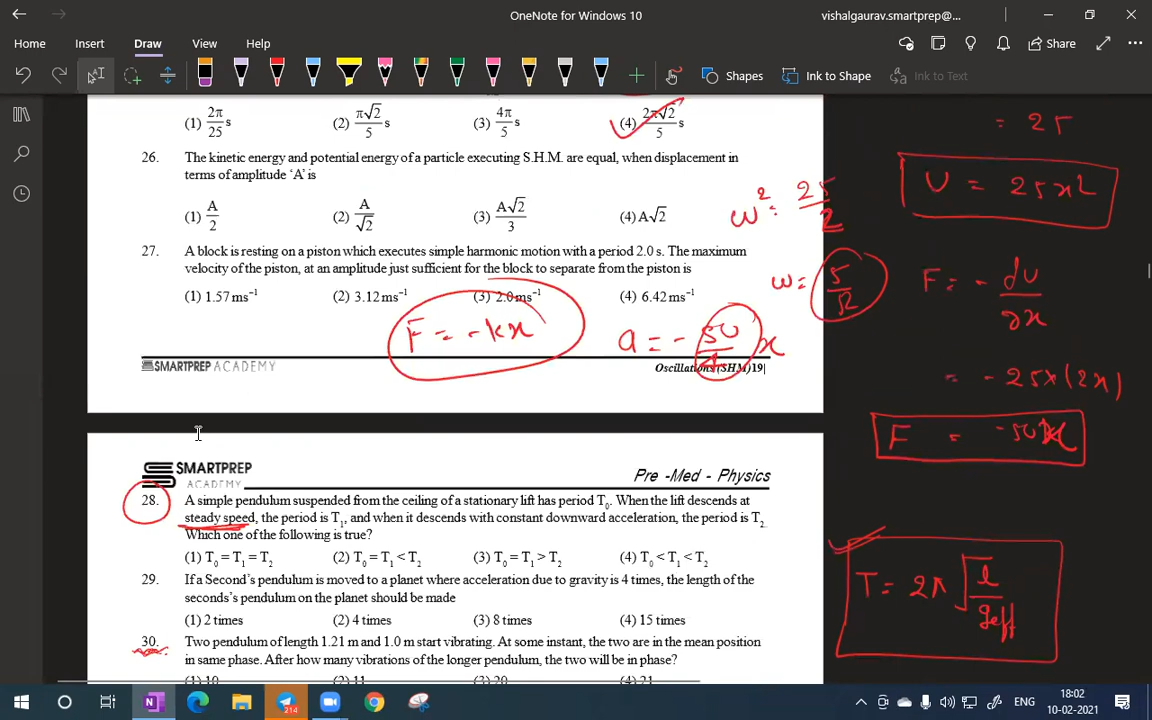 OneNote for Windows 10
vishalgaurav.smartprep@...
Home Insert Draw View Help
Share
Shapes Ink to Shape Ink to Text
(1) 2π/25 s (2) π√2/5 s (3) 4π/5 s (4) 2π√2/5 s
= 25
U = 25x²
26. The kinetic energy and potential energy of a particle executing S.H.M. are equal, when displacement in
terms of amplitude ‘A’ is
(1) A/2 (2) A/√2 (3) A√2/3 (4) A√2
ω² = 25/2
27. A block is resting on a piston which executes simple harmonic motion with a period 2.0 s. The maximum
velocity of the piston, at an amplitude just sufficient for the block to separate from the piston is
(1) 1.57 ms⁻¹ (2) 3.12 ms⁻¹ (3) 2.0 ms⁻¹ (4) 6.42 ms⁻¹
ω = 5/√2
F = - dU/dx
F = -kx
a = - 50/4 x
SMARTPREP ACADEMY
Oscillations (SHM) 19|
= - 25x(2x)
F = -50x
SMARTPREP
ACADEMY
Pre - Med - Physics
28. A simple pendulum suspended from the ceiling of a stationary lift has period T₀. When the lift descends at
steady speed, the period is T₁, and when it descends with constant downward acceleration, the period is T₂.
Which one of the following is true?
(1) T₀ = T₁ = T₂ (2) T₀ = T₁ < T₂ (3) T₀ = T₁ > T₂ (4) T₀ < T₁ < T₂
T = 2π √l/geff
29. If a Second’s pendulum is moved to a planet where acceleration due to gravity is 4 times, the length of the
seconds’s pendulum on the planet should be made
(1) 2 times (2) 4 times (3) 8 times (4) 15 times
30. Two pendulum of length 1.21 m and 1.0 m start vibrating. At some instant, the two are in the mean position
in same phase. After how many vibrations of the longer pendulum, the two will be in phase?
(1) 10 (2) 11 (3) 20 (4) 21
214
ENG
18:02
10-02-2021